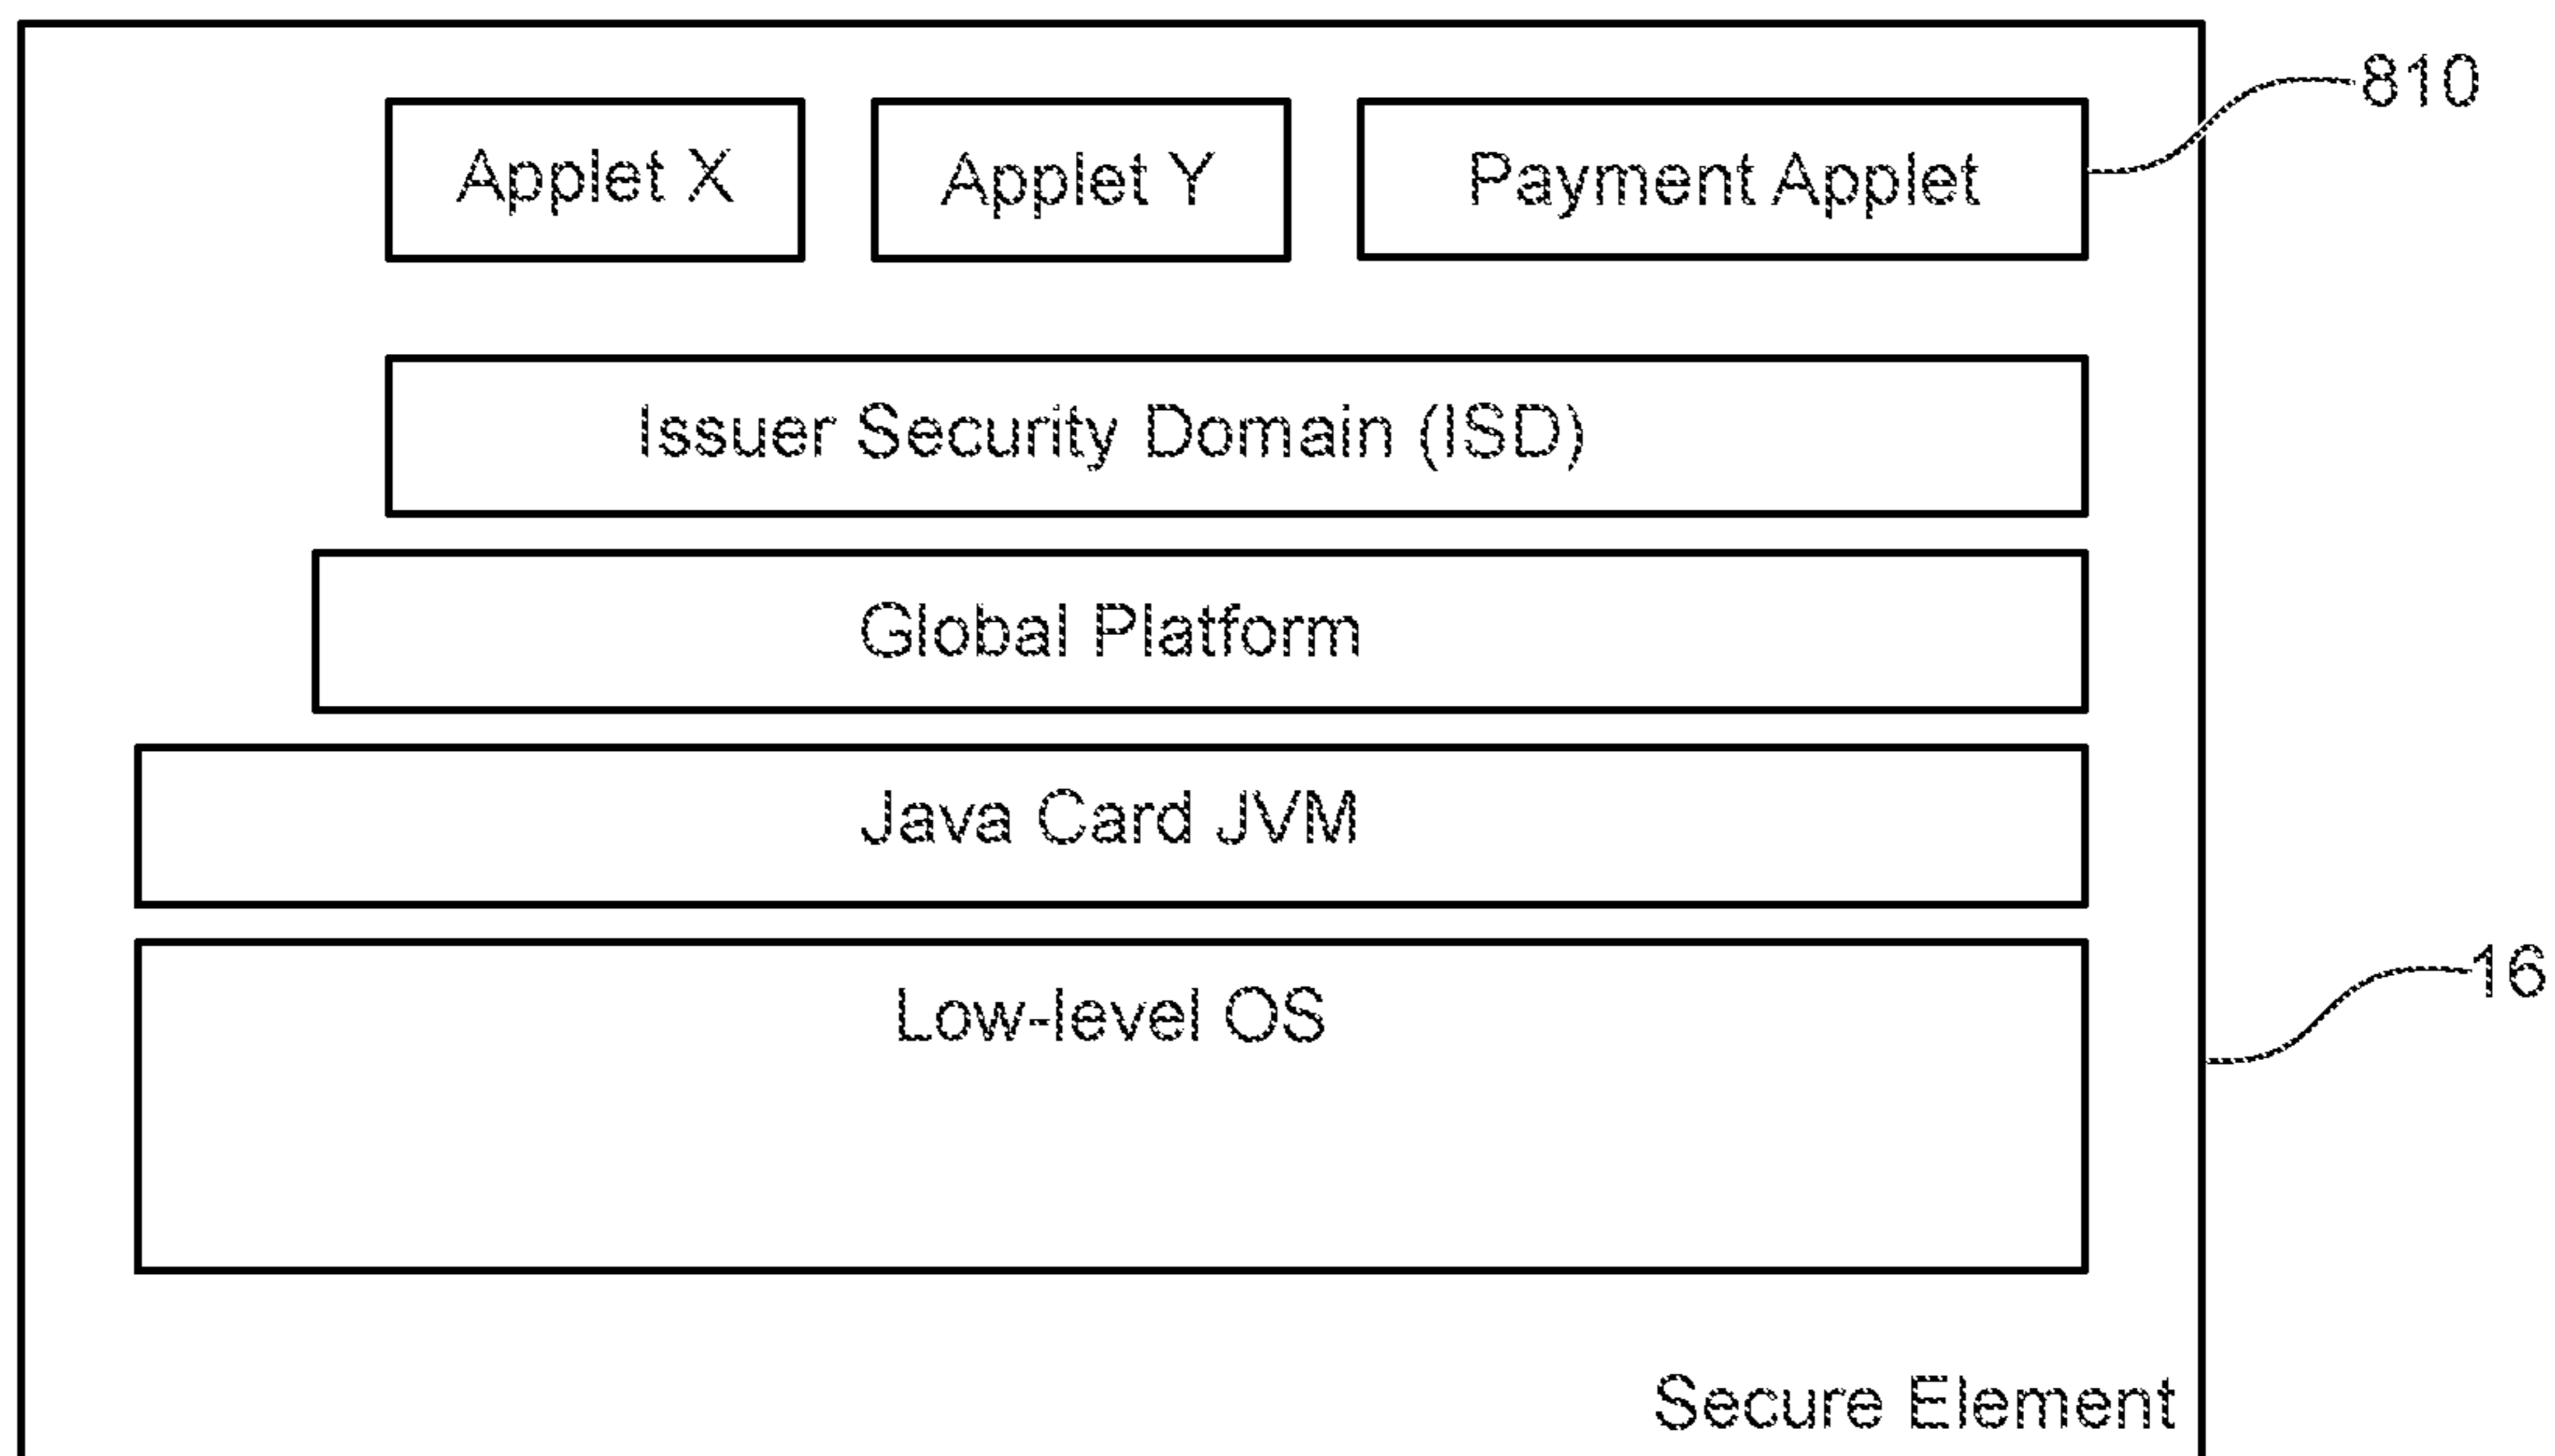 810
Applet X
Applet Y
Payment Applet
Issuer Security Domain (ISD)
Global Platform
Java Card JVM
16
Low-level OS
Secure Element